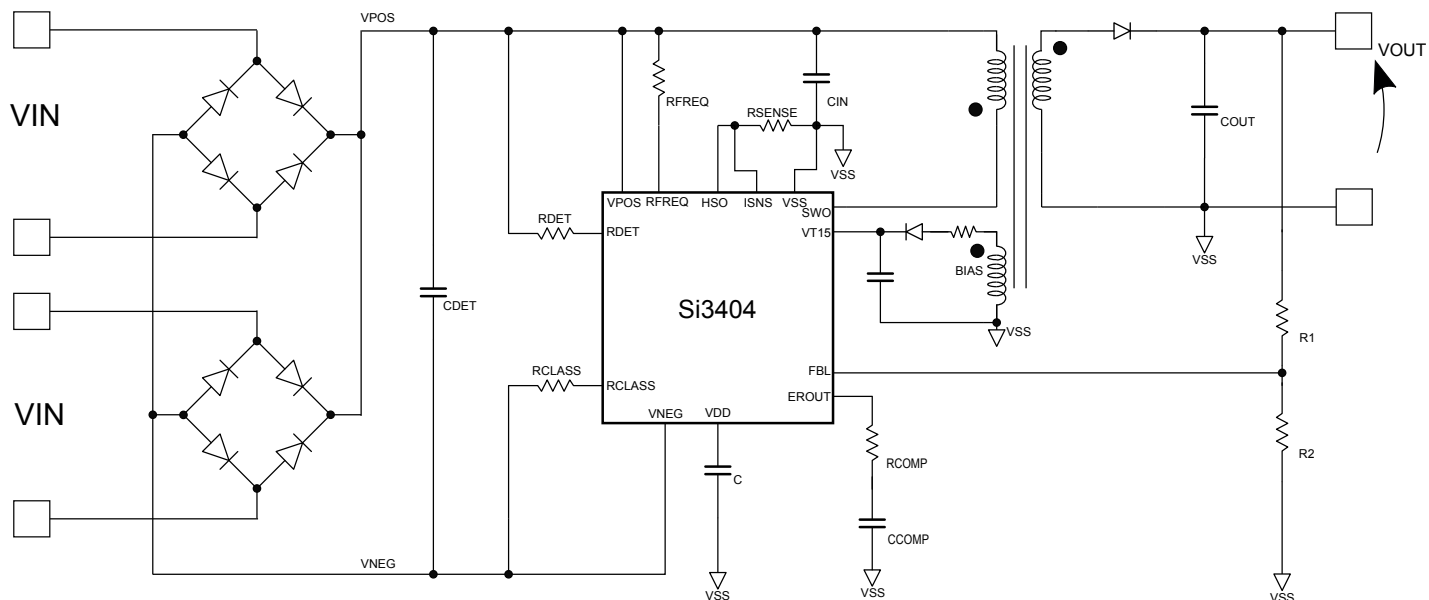 VPOS
VOUT
VIN
RFREQ
CIN
RSENSE
COUT
VSS
VPOS
RFREQ
HSO
ISNS
VSS
SWO
RDET
RDET
VT15
BIAS
VSS
CDET
Si3404
VSS
R1
RCLASS
RCLASS
FBL
EROUT
VIN
VNEG
VDD
R2
RCOMP
C
CCOMP
VNEG
VSS
VSS
VSS